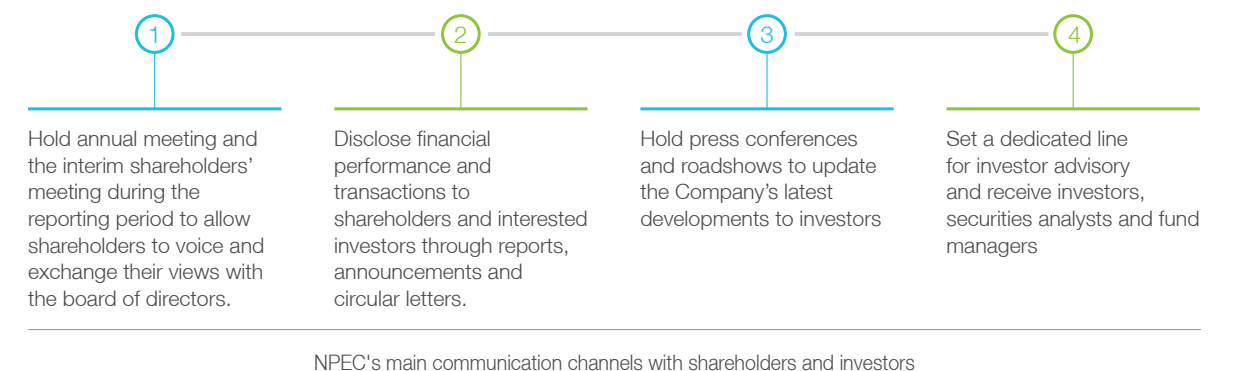 1
Hold annual meeting and
the interim shareholders’
meeting during the
reporting period to allow
shareholders to voice and
exchange their views with
the board of directors.
2
Disclose financial
performance and
transactions to
shareholders and interested
investors through reports,
announcements and
circular letters.
3
Hold press conferences
and roadshows to update
the Company’s latest
developments to investors
4
Set a dedicated line
for investor advisory
and receive investors,
securities analysts and fund
managers
NPEC's main communication channels with shareholders and investors